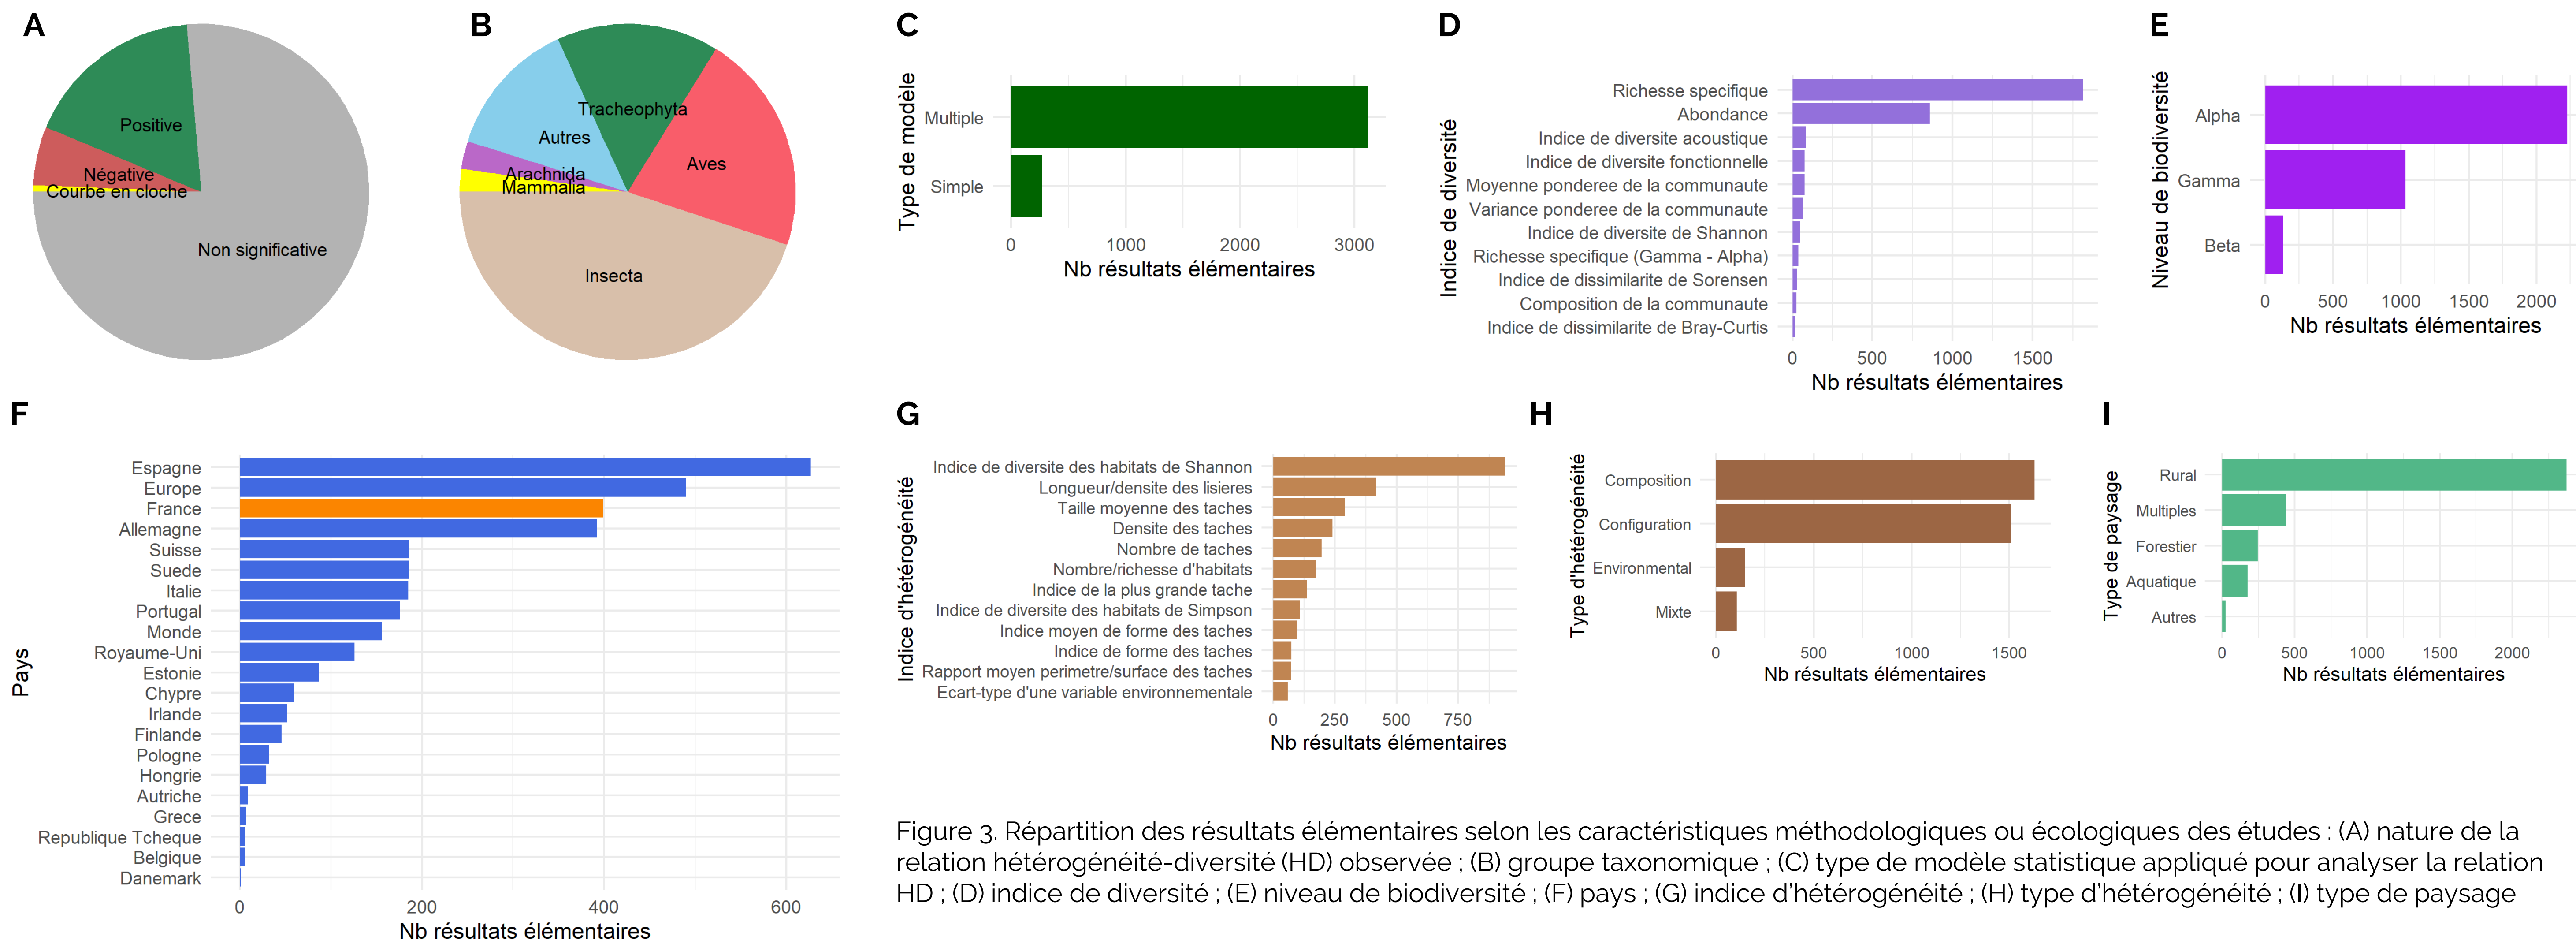 A
Positive
Négative
Courbe en cloche
Non significative
B
Tracheophyta
Autres
Aves
Arachnida
Mammalia
Insecta
C
Type de modèle
Multiple
Simple
0 1000 2000 3000
Nb résultats élémentaires
D
Indice de diversité
Richesse specifique
Abondance
Indice de diversite acoustique
Indice de diversite fonctionnelle
Moyenne ponderee de la communaute
Variance ponderee de la communaute
Indice de diversite de Shannon
Richesse specifique (Gamma - Alpha)
Indice de dissimilarite de Sorensen
Composition de la communaute
Indice de dissimilarite de Bray-Curtis
0 500 1000 1500
Nb résultats élémentaires
E
Niveau de biodiversité
Alpha
Gamma
Beta
0 500 1000 1500 2000
Nb résultats élémentaires
F
Pays
Espagne
Europe
France
Allemagne
Suisse
Suede
Italie
Portugal
Monde
Royaume-Uni
Estonie
Chypre
Irlande
Finlande
Pologne
Hongrie
Autriche
Grece
Republique Tcheque
Belgique
Danemark
0 200 400 600
Nb résultats élémentaires
G
Indice d'hétérogénéité
Indice de diversite des habitats de Shannon
Longueur/densite des lisieres
Taille moyenne des taches
Densite des taches
Nombre de taches
Nombre/richesse d'habitats
Indice de la plus grande tache
Indice de diversite des habitats de Simpson
Indice moyen de forme des taches
Indice de forme des taches
Rapport moyen perimetre/surface des taches
Ecart-type d'une variable environnementale
0 250 500 750
Nb résultats élémentaires
H
Type d'hétérogénéité
Composition
Configuration
Environmental
Mixte
0 500 1000 1500
Nb résultats élémentaires
I
Type de paysage
Rural
Multiples
Forestier
Aquatique
Autres
0 500 1000 1500 2000
Nb résultats élémentaires
Figure 3. Répartition des résultats élémentaires selon les caractéristiques méthodologiques ou écologiques des études : (A) nature de la
relation hétérogénéité-diversité (HD) observée ; (B) groupe taxonomique ; (C) type de modèle statistique appliqué pour analyser la relation
HD ; (D) indice de diversité ; (E) niveau de biodiversité ; (F) pays ; (G) indice d'hétérogénéité ; (H) type d'hétérogénéité ; (I) type de paysage